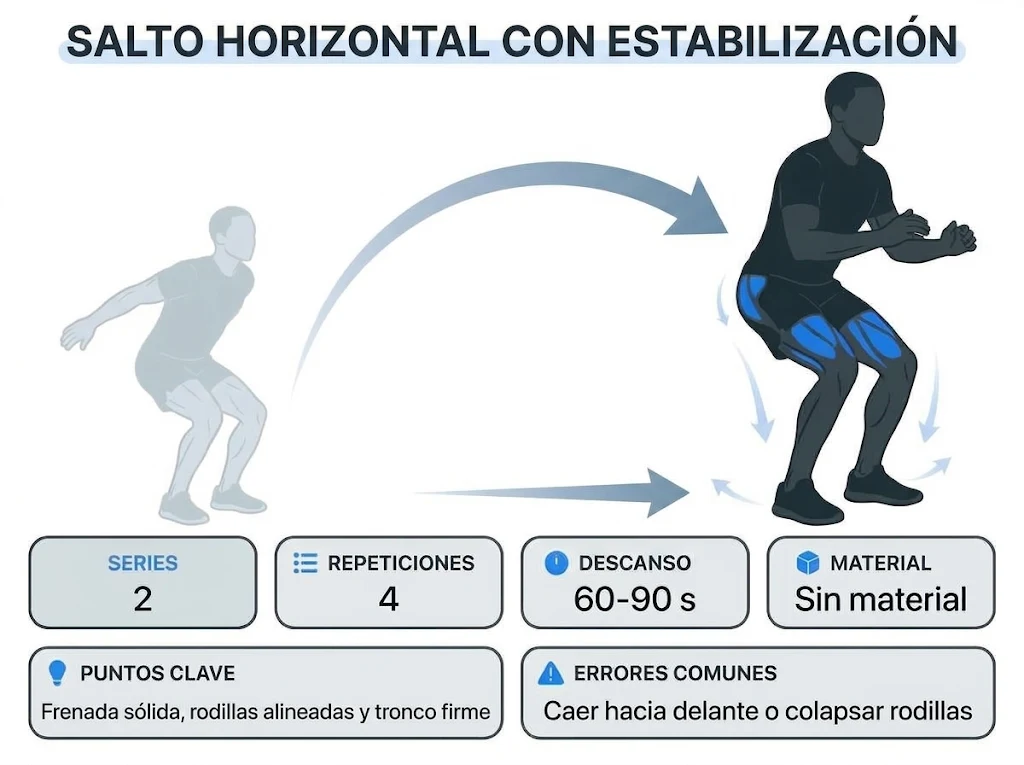 SALTO HORIZONTAL CON ESTABILIZACIÓN
SERIES
2
REPETICIONES
4
DESCANSO
60-90 s
MATERIAL
Sin material
PUNTOS CLAVE
Frenada sólida, rodillas alineadas y tronco firme
ERRORES COMUNES
Caer hacia delante o colapsar rodillas